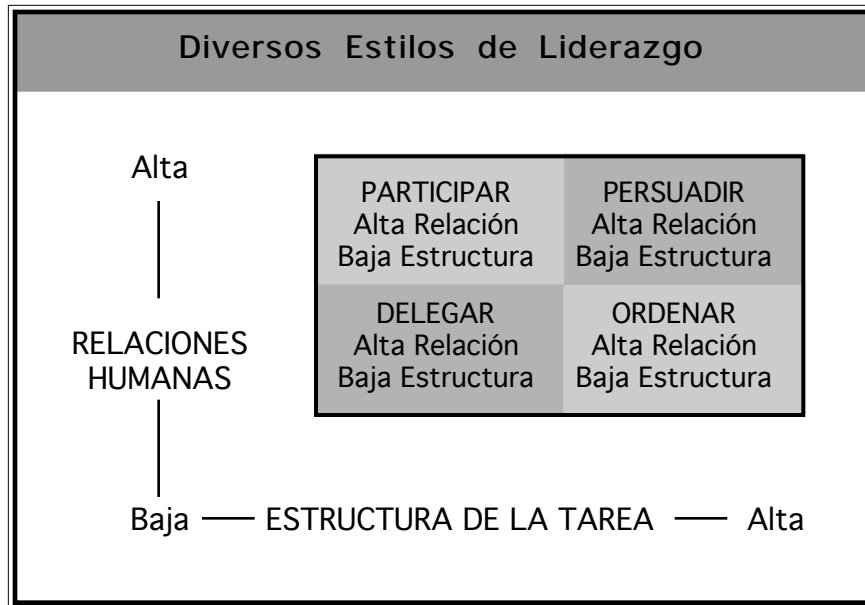 Diversos Estilos de Liderazgo
Alta
PARTICIPAR
Alta Relación
Baja Estructura
PERSUADIR
Alta Relación
Baja Estructura
RELACIONES
HUMANAS
DELEGAR
Alta Relación
Baja Estructura
ORDENAR
Alta Relación
Baja Estructura
Baja
ESTRUCTURA DE LA TAREA
Alta